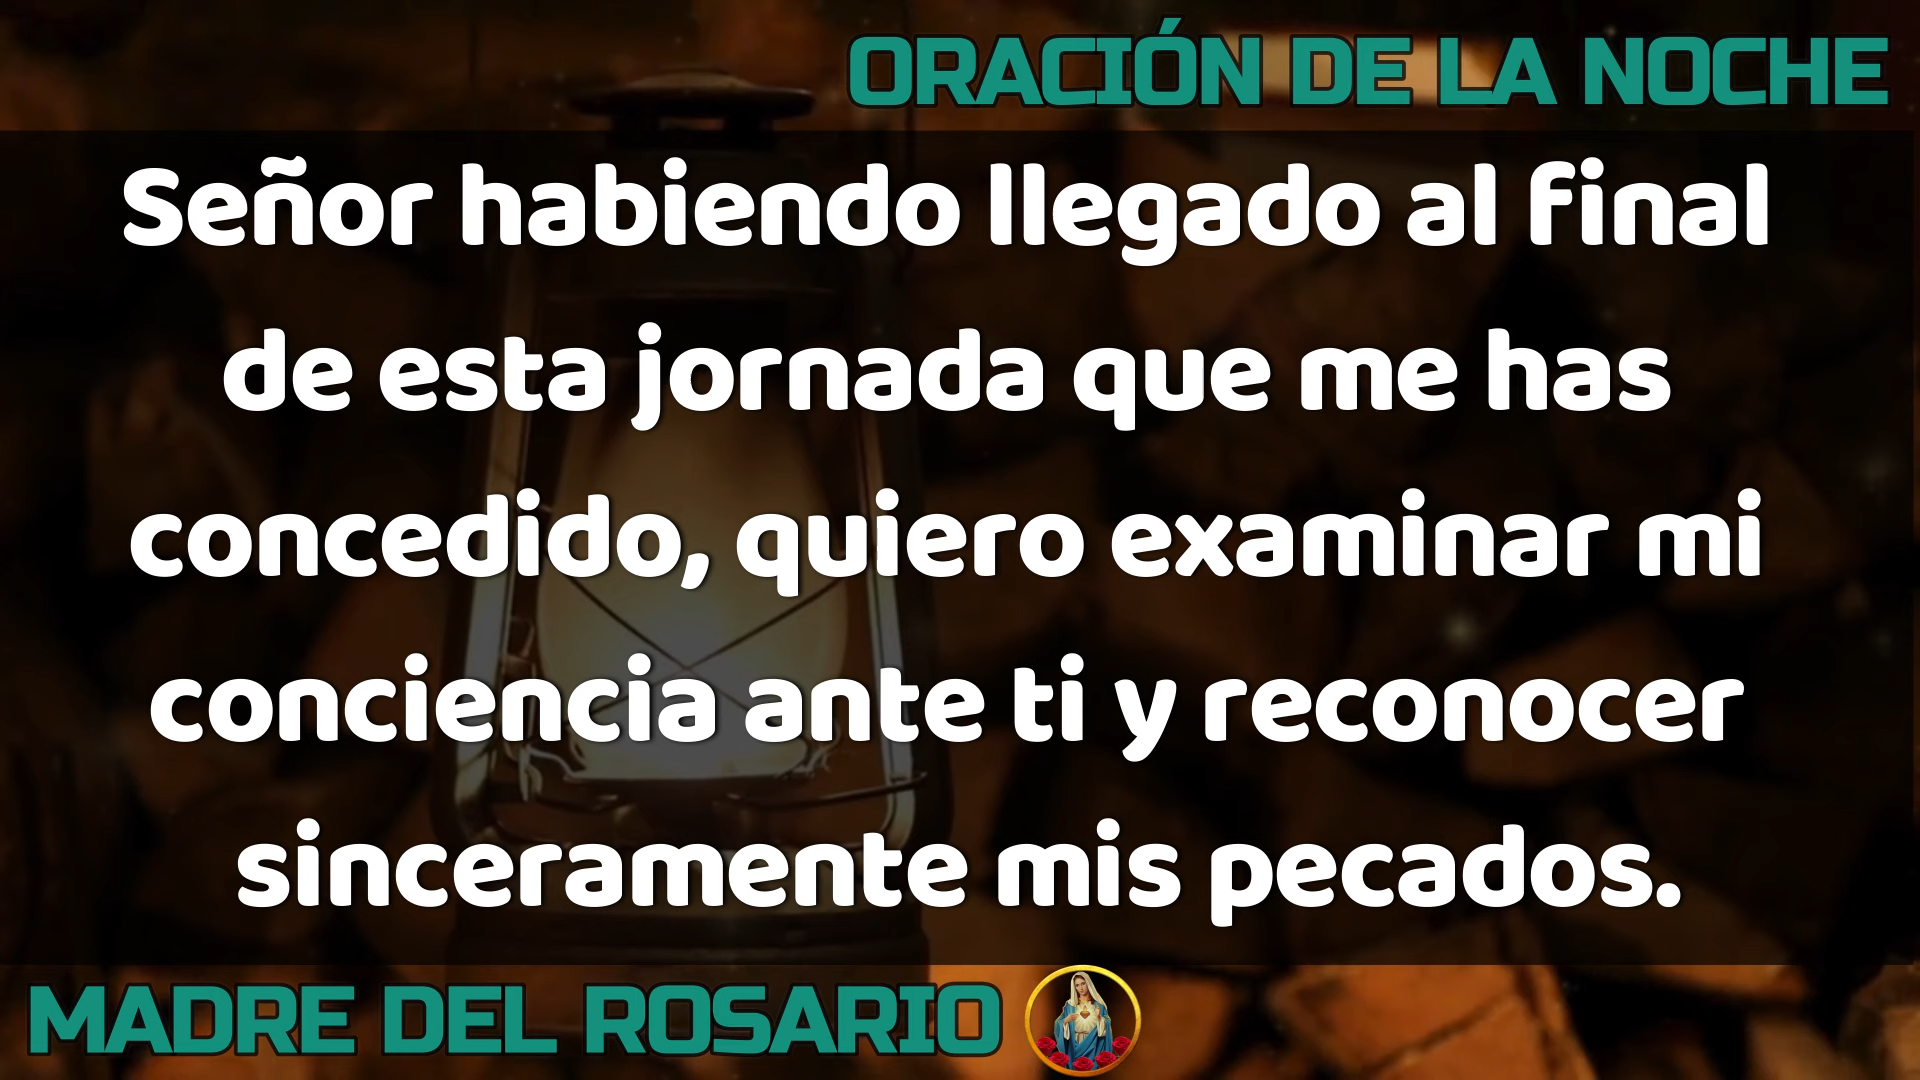 ORACIÓN DE LA NOCHE
Señor habiendo llegado al final
de esta jornada que me has
concedido, quiero examinar mi
conciencia ante ti y reconocer
sinceramente mis pecados.
MADRE DEL ROSARIO